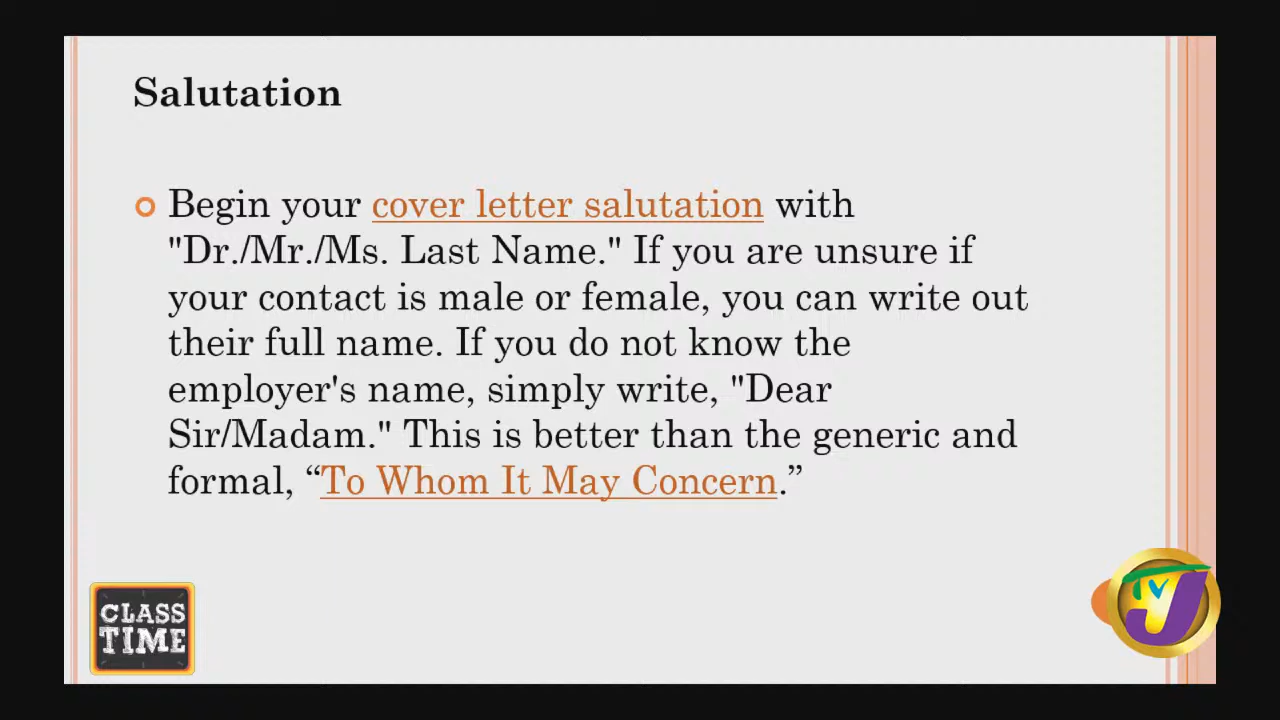 Salutation
Begin your cover letter salutation with
"Dr./Mr./Ms. Last Name." If you are unsure if
your contact is male or female, you can write out
their full name. If you do not know the
employer's name, simply write, "Dear
Sir/Madam." This is better than the generic and
formal, “To Whom It May Concern.”
CLASS
TIME
TVJ